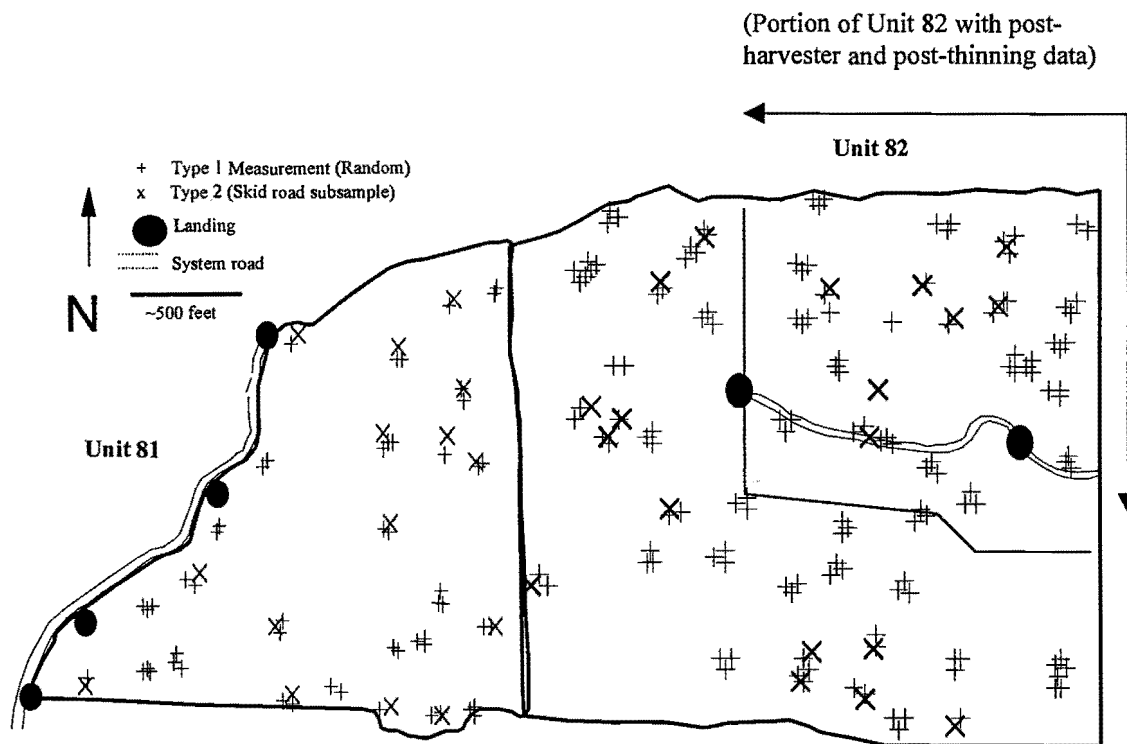 (Portion of Unit 82 with post-
harvester and post-thinning data)
Unit 82
+ Type 1 Measurement (Random)
x Type 2 (Skid road subsample)
Landing
System road
N
~500 feet
Unit 81